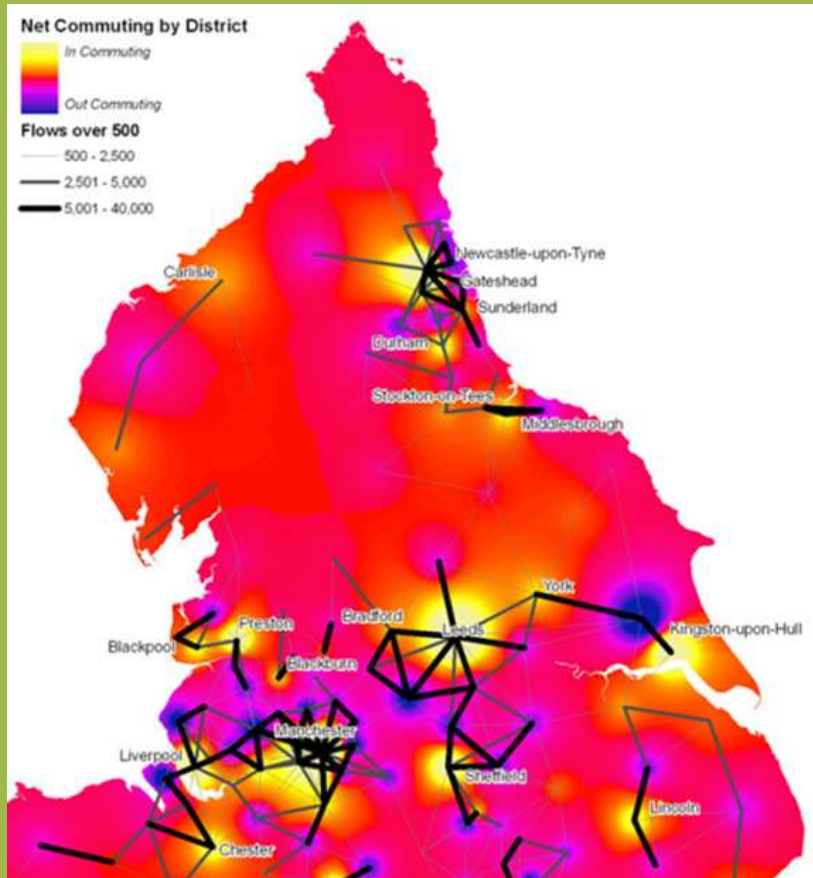 Net Commuting by District
In Commuting
Out Commuting
Flows over 500
500 - 2,500
2,501 - 5,000
5,001 - 40,000
Newcastle-upon-Tyne
Carlisle
Gateshead
Sunderland
Durham
Stockton-on-Tees
Middlesbrough
York
Bradford
Preston
Leeds
Kingston-upon-Hull
Blackpool
Blackburn
Manchester
Liverpool
Sheffield
Lincoln
Chester